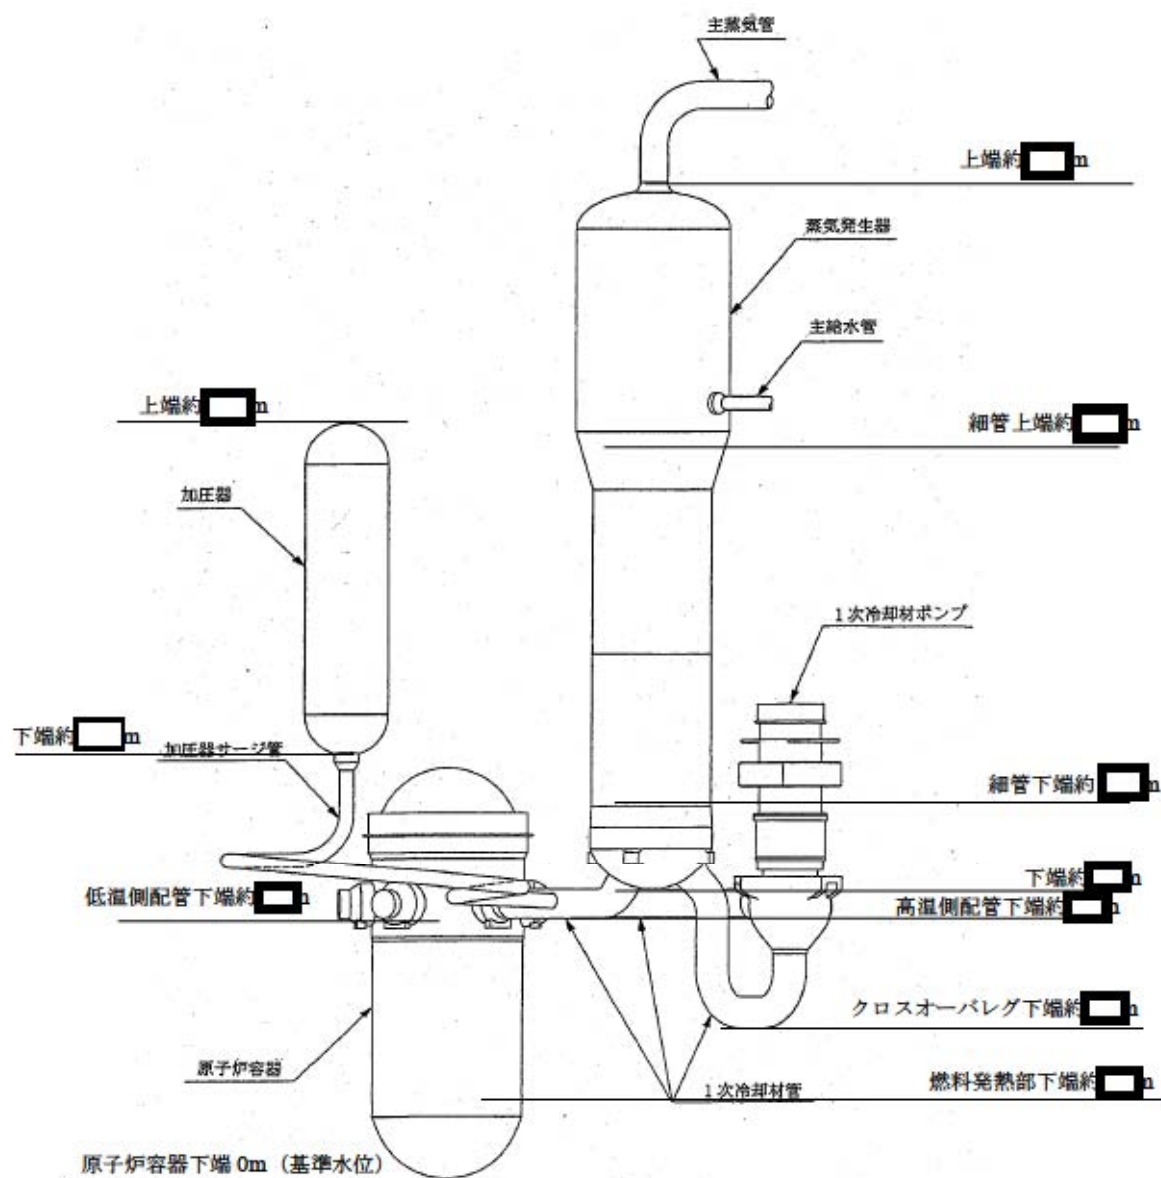 主蒸気管
上端約 m
蒸気発生器
主給水管
上端約 m
細管上端約 m
加圧器
1次冷却材ポンプ
下端約 m
加圧器サージ管
細管下端約 m
下端約 m
低温側配管下端約 m
高温側配管下端約 m
クロスオーバレグ下端約 m
原子炉容器
燃料発熱部下端約 m
1次冷却材管
原子炉容器下端 0m（基準水位）